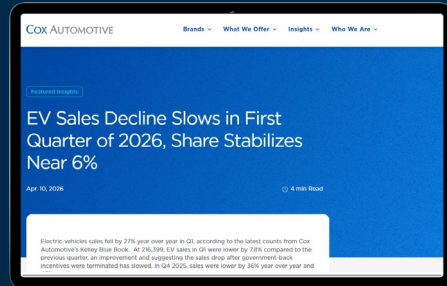 COX AUTOMOTIVE
Brands What We Offer Insights Who We Are
Featured Insights
EV Sales Decline Slows in First
Quarter of 2026, Share Stabilizes
Near 6%
Apr. 10, 2026
4 min Read
Electric-vehicles sales fell by 27% year over year in Q1, according to the latest counts from Cox
Automotive's Kelley Blue Book. At 216,399, EV sales in Q1 were lower by 7.8% compared to the
previous quarter, an improvement and suggesting the sales drop after government-back
incentives were terminated has slowed. In Q4 2025, sales were lower by 36% year over year and